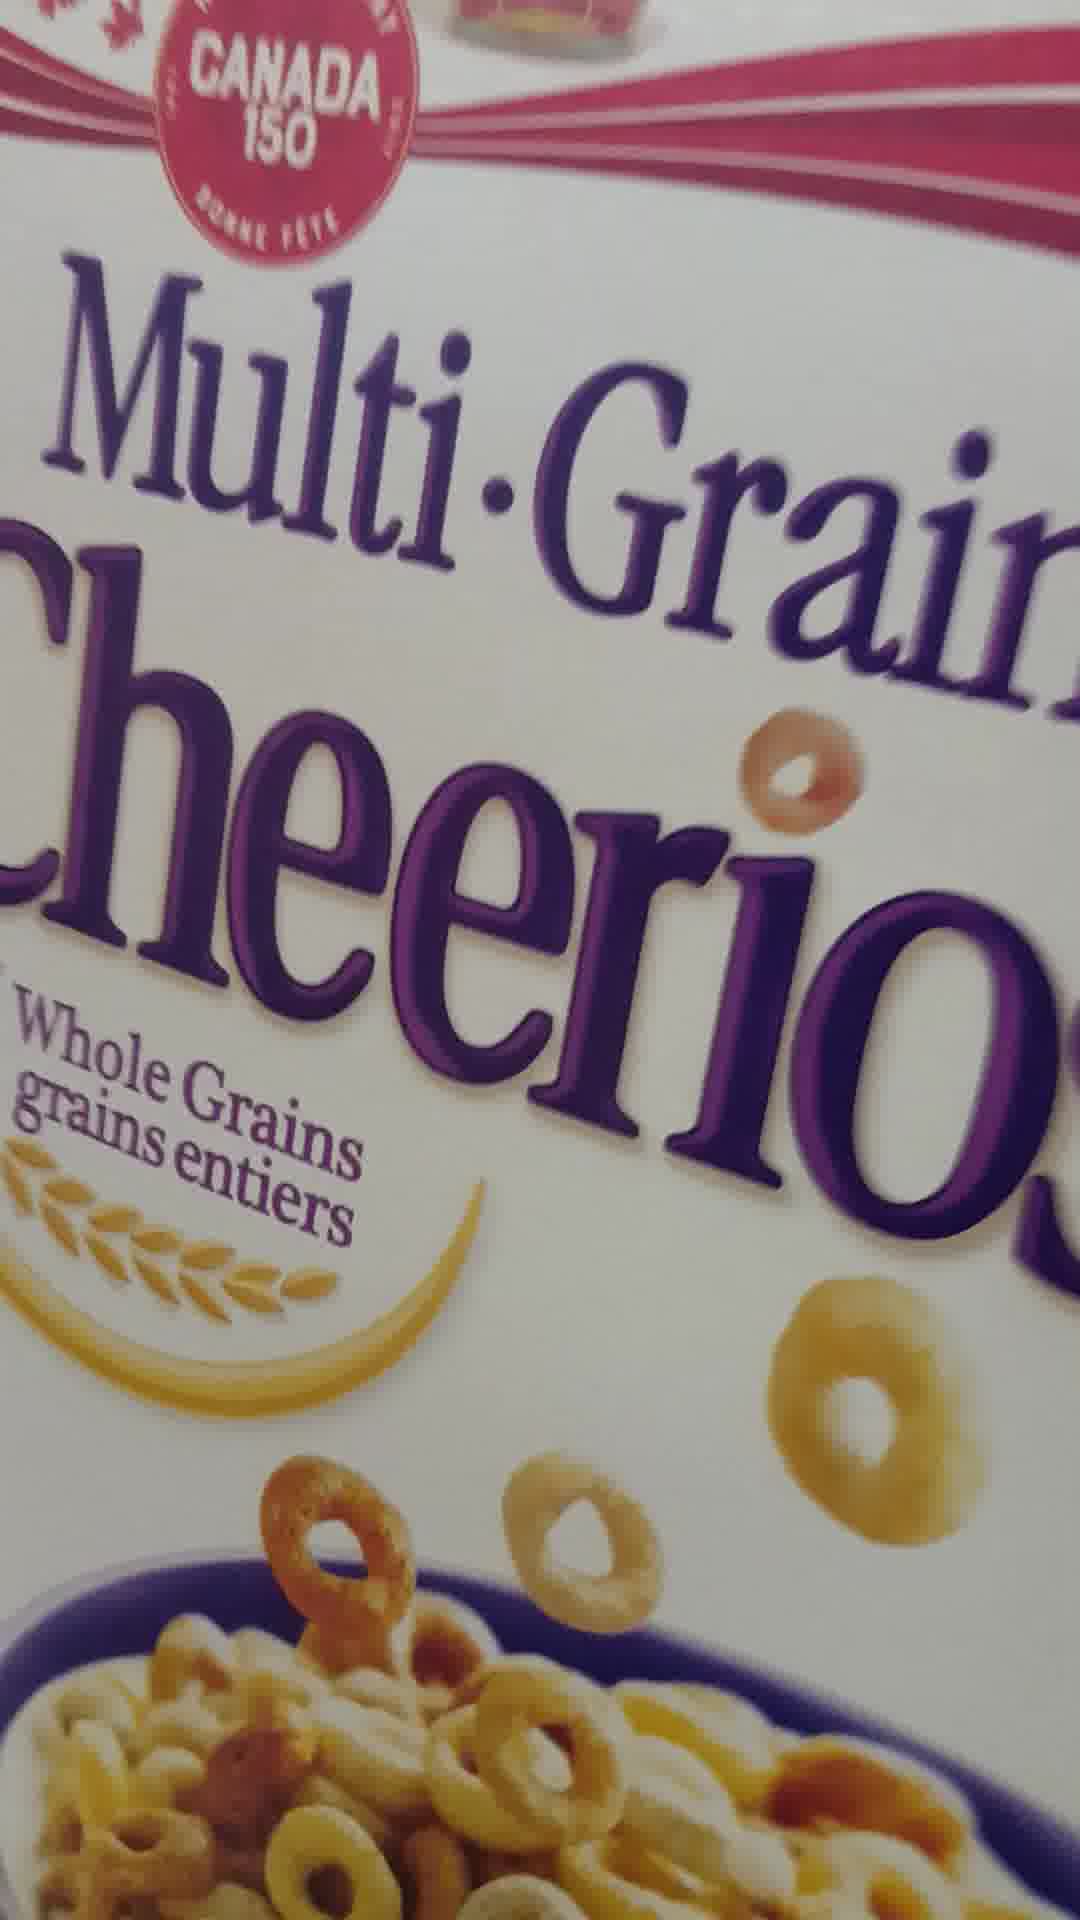 CANADA
150
BONNE FÊTE
Multi·Grain
Cheerios
Whole Grains
grains entiers